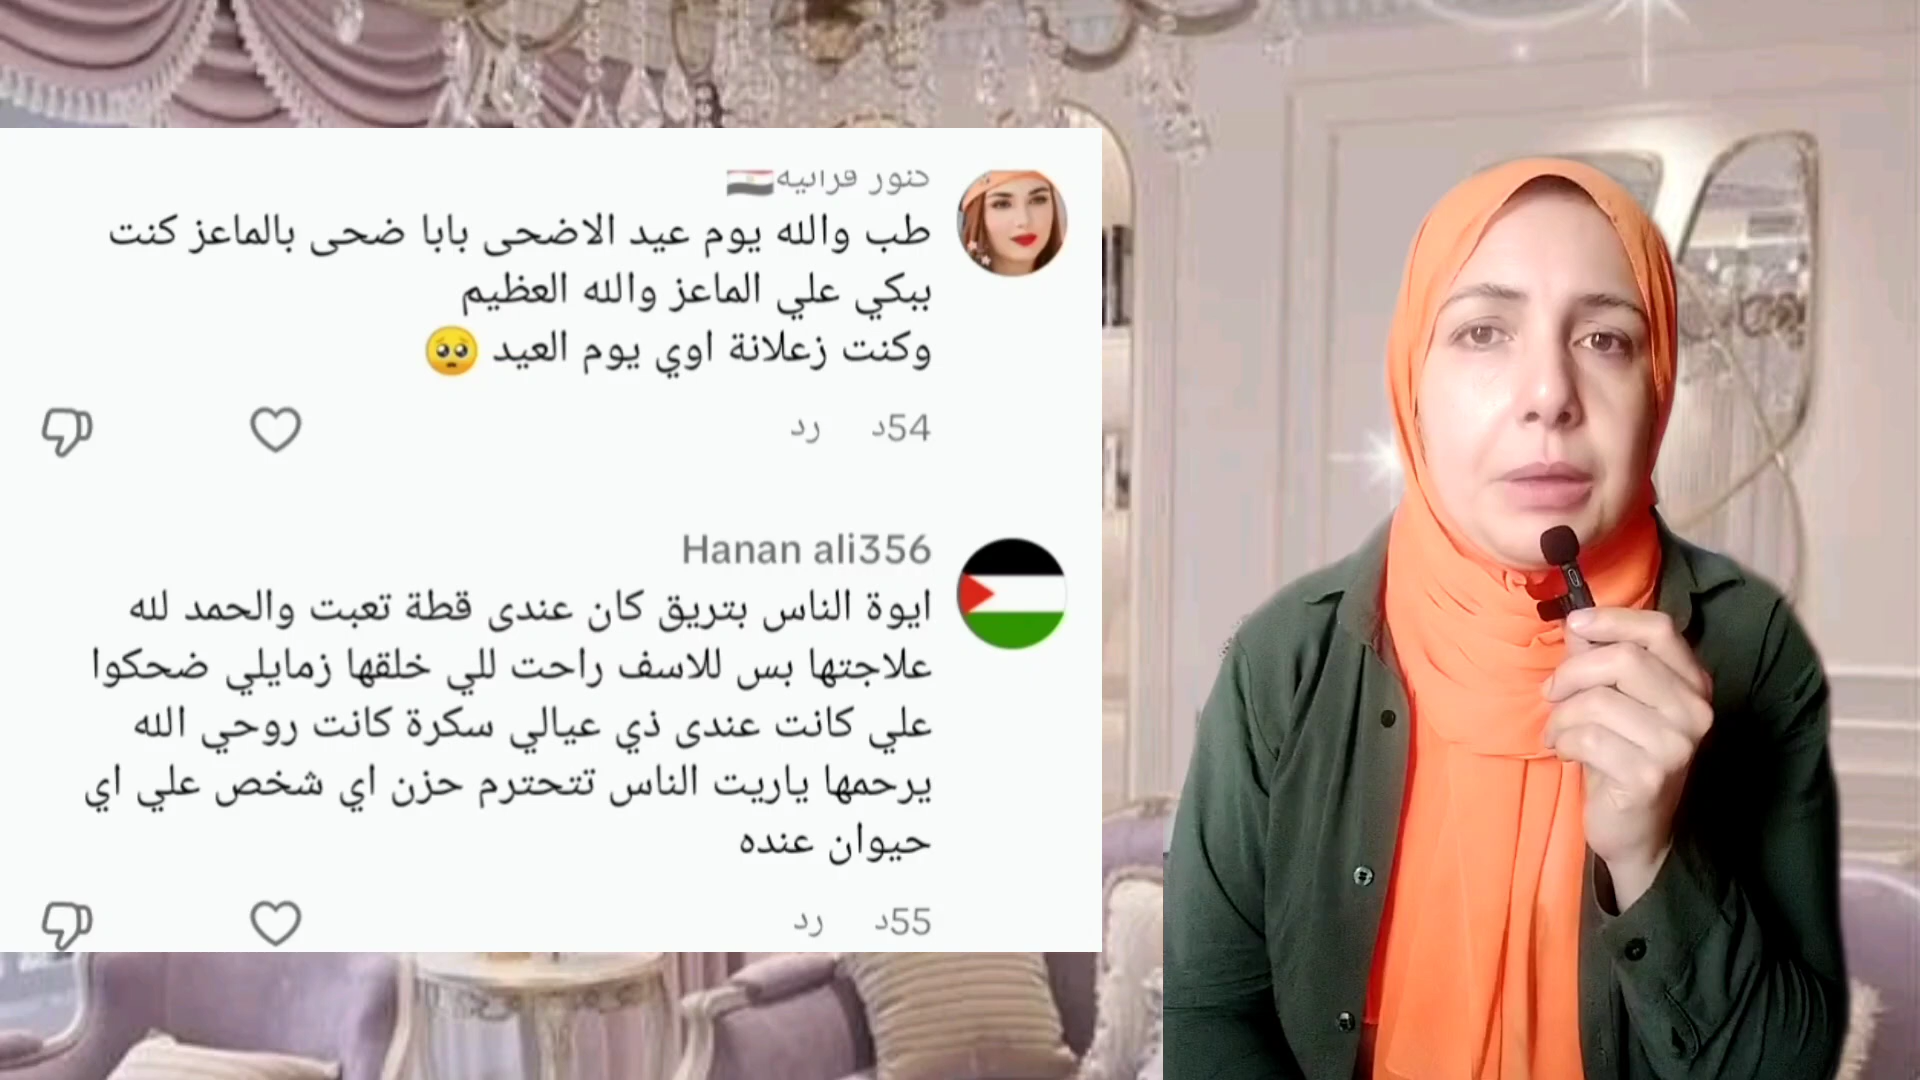 طب والله يوم عيد الاضحى بابا ضحى بالماعز كنت
ببكي علي الماعز والله العظيم
وكنت زعلانة اوي يوم العيد 🥺
54د رد
Hanan ali356
ايوة الناس بتريق كان عندى قطة تعبت والحمد لله
علاجتها بس للاسف راحت للي خلقها زمايلي ضحكوا
علي كانت عندى ذي عيالي سكرة كانت روحي الله
يرحمها ياريت الناس تتحترم حزن اي شخص علي اي
حيوان عنده
55د رد